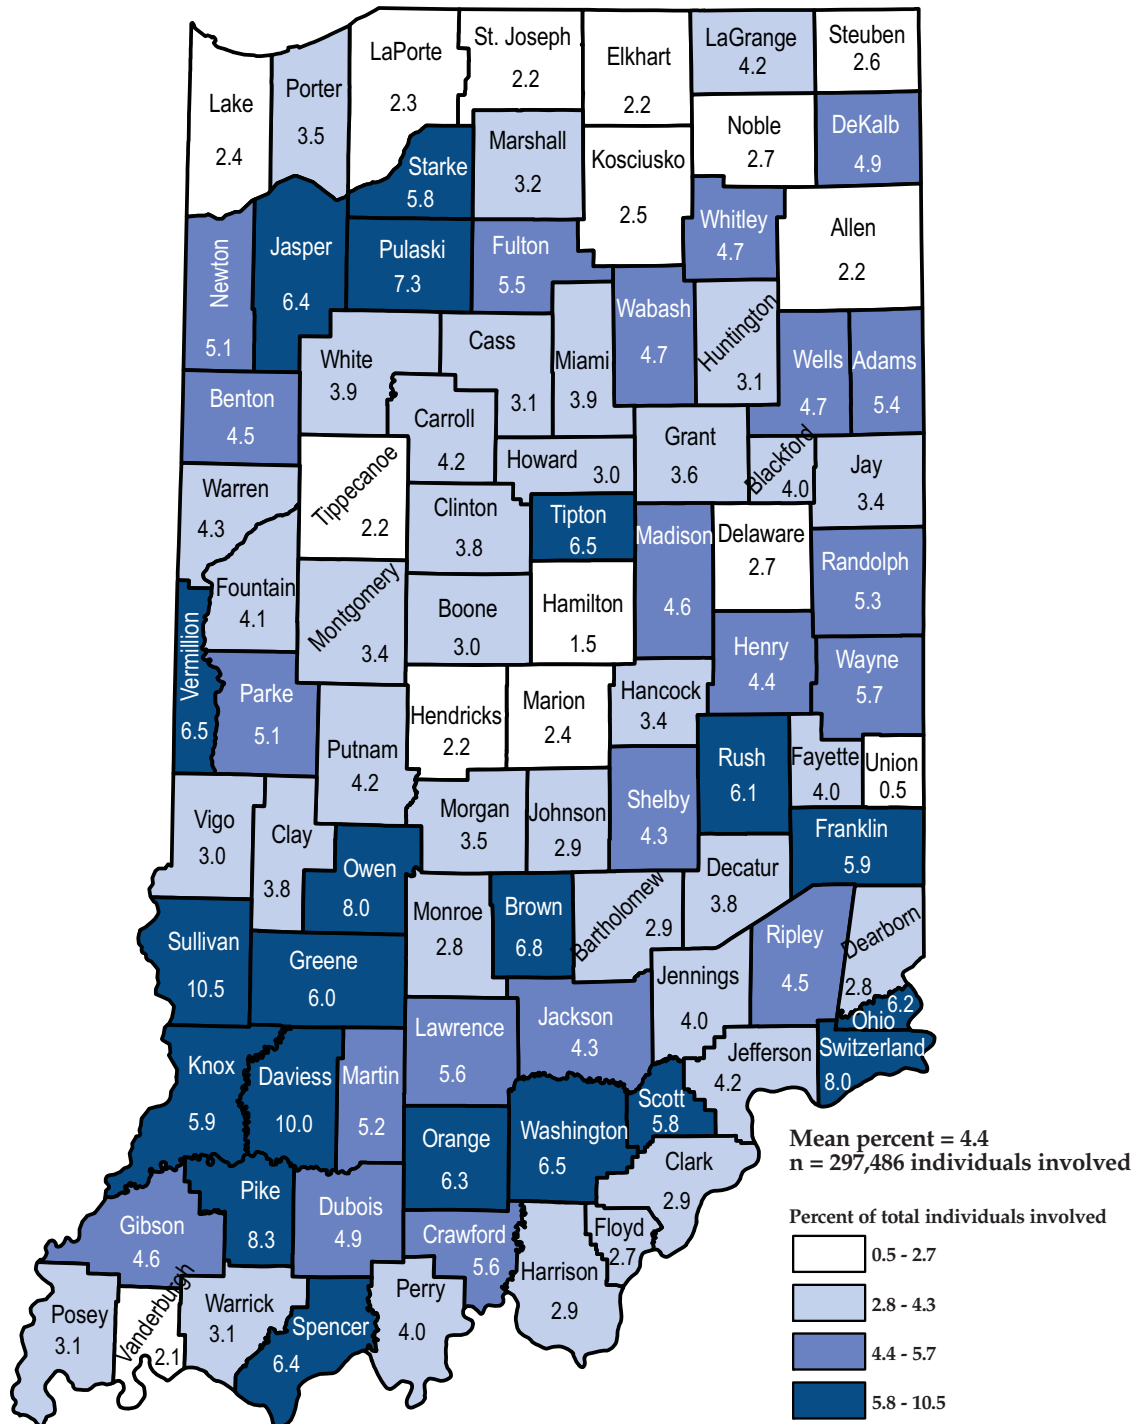 St. Joseph
2.2
LaPorte
2.3
Elkhart
2.2
LaGrange
4.2
Steuben
2.6
Lake
2.4
Porter
3.5
Noble
2.7
DeKalb
4.9
Starke
5.8
Marshall
3.2
Kosciusko
2.5
Whitley
4.7
Allen
2.2
Newton
5.1
Jasper
6.4
Pulaski
7.3
Fulton
5.5
Wabash
4.7
Huntington
3.1
Wells
4.7
Adams
5.4
White
3.9
Cass
3.1
Miami
3.9
Benton
4.5
Carroll
4.2
Howard
3.0
Grant
3.6
Blackford
4.0
Jay
3.4
Warren
4.3
Tippecanoe
2.2
Clinton
3.8
Tipton
6.5
Madison
4.6
Delaware
2.7
Randolph
5.3
Fountain
4.1
Montgomery
3.4
Boone
3.0
Hamilton
1.5
Vermillion
6.5
Parke
5.1
Henry
4.4
Wayne
5.7
Putnam
4.2
Hendricks
2.2
Marion
2.4
Hancock
3.4
Rush
6.1
Fayette
4.0
Union
0.5
Vigo
3.0
Clay
3.8
Morgan
3.5
Johnson
2.9
Shelby
4.3
Franklin
5.9
Owen
8.0
Monroe
2.8
Brown
6.8
Bartholomew
2.9
Decatur
3.8
Sullivan
10.5
Greene
6.0
Ripley
4.5
Dearborn
2.8
Jennings
4.0
Ohio
6.2
Lawrence
5.6
Jackson
4.3
Jefferson
4.2
Switzerland
8.0
Knox
5.9
Daviess
10.0
Martin
5.2
Orange
6.3
Washington
6.5
Scott
5.8
Clark
2.9
Pike
8.3
Dubois
4.9
Gibson
4.6
Crawford
5.6
Floyd
2.7
Harrison
2.9
Posey
3.1
Vanderburgh
2.1
Warrick
3.1
Spencer
6.4
Perry
4.0
Mean percent = 4.4
n = 297,486 individuals involved
Percent of total individuals involved
0.5 - 2.7
2.8 - 4.3
4.4 - 5.7
5.8 - 10.5